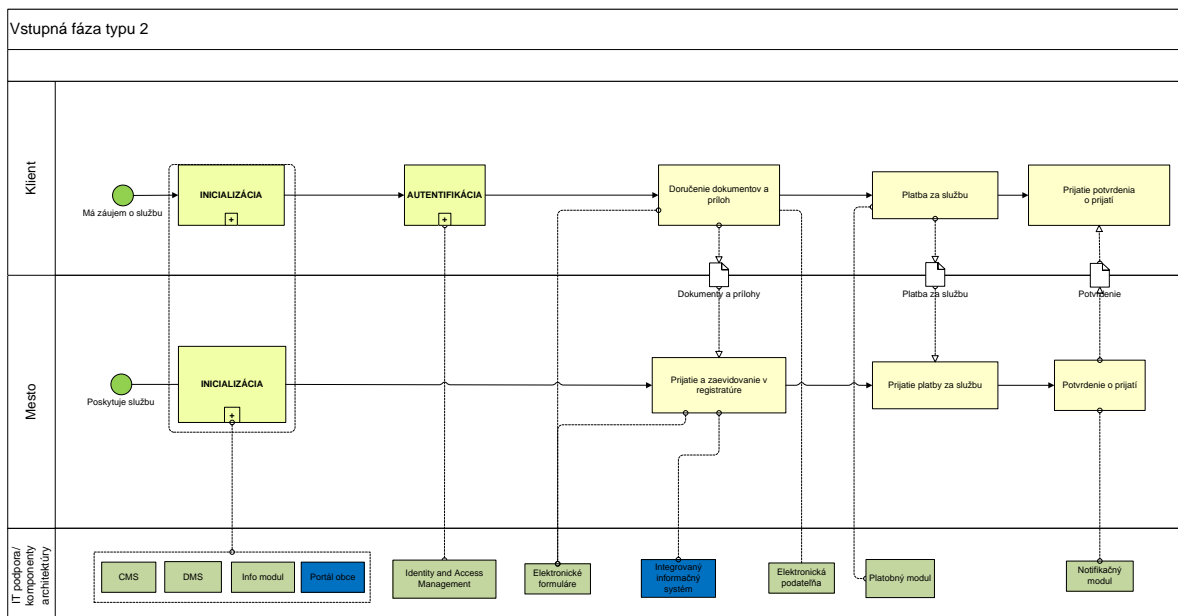 Vstupná fáza typu 2
Klient
Má záujem o službu
INICIALIZÁCIA
+
AUTENTIFIKÁCIA
+
Doručenie dokumentov a
príloh
Platba za službu
Prijatie potvrdenia
o prijatí
Dokumenty a prílohy
Platba za službu
Potvrdenie
Mesto
Poskytuje službu
INICIALIZÁCIA
+
Prijatie a zaevidovanie v
registratúre
Prijatie platby za službu
Potvrdenie o prijatí
IT podpora/
komponenty
architektúry
CMS
DMS
Info modul
Portál obce
Identity and Access
Management
Elektronické
formuláre
Integrovaný
informačný
systém
Elektronická
podateľňa
Platobný modul
Notifikačný
modul